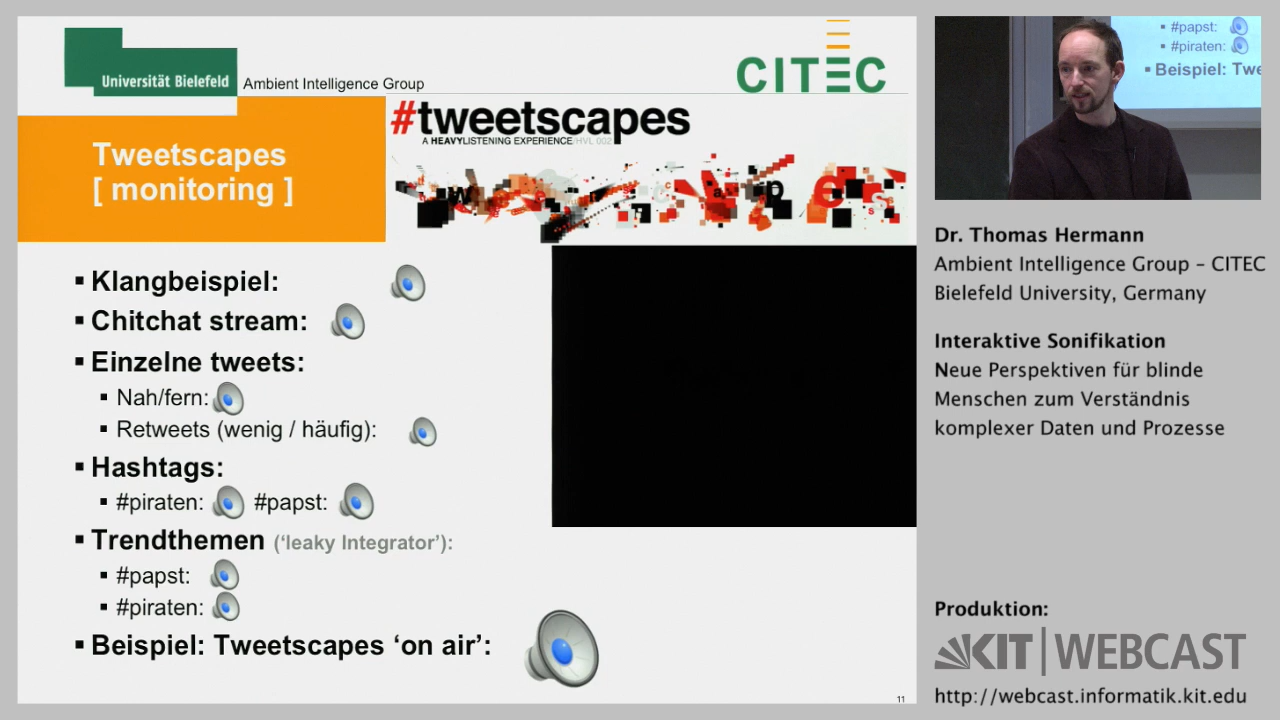 Universität Bielefeld
Ambient Intelligence Group
CITEC
Tweetscapes
[ monitoring ]
#tweetscapes
A HEAVYLISTENING EXPERIENCE/HVL 002
▪ Klangbeispiel:
▪ Chitchat stream:
▪ Einzelne tweets:
▪ Nah/fern:
▪ Retweets (wenig / häufig):
▪ Hashtags:
▪ #piraten: #papst:
▪ Trendthemen (‘leaky Integrator’):
▪ #papst:
▪ #piraten:
▪ Beispiel: Tweetscapes ‘on air’:
11
▪ #papst:
▪ #piraten:
▪ Beispiel: Twe
Dr. Thomas Hermann
Ambient Intelligence Group – CITEC
Bielefeld University, Germany
Interaktive Sonifikation
Neue Perspektiven für blinde
Menschen zum Verständnis
komplexer Daten und Prozesse
Produktion:
KIT | WEBCAST
http://webcast.informatik.kit.edu